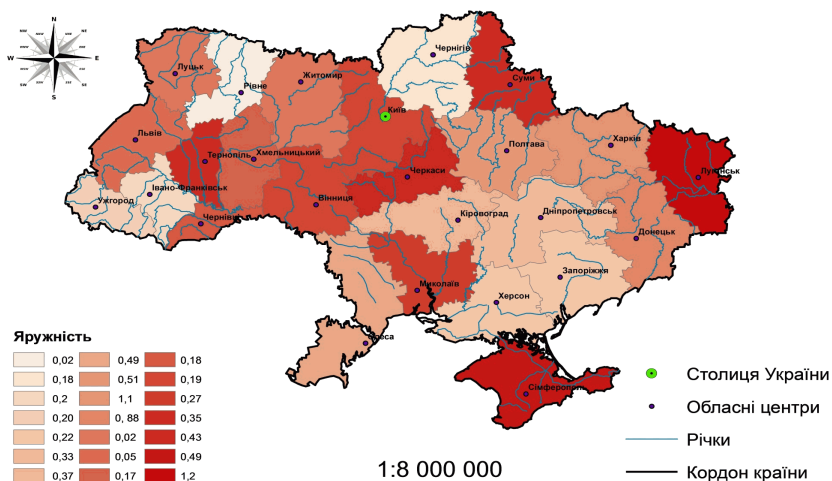 N
W E
S
Чернігів
Луцьк
Рівне
Житомир
Суми
Київ
Львів
Полтава
Харків
Тернопіль
Хмельницький
Луганськ
Черкаси
Івано-Франківськ
Ужгород
Вінниця
Чернівці
Кіровоград
Дніпропетровськ
Донецьк
Запоріжжя
Миколаїв
Херсон
Одеса
Сімферополь
Яружність
0,02 0,49 0,18
0,18 0,51 0,19
0,2 1,1 0,27
0,20 0, 88 0,35
0,22 0,02 0,43
0,33 0,05 0,49
0,37 0,17 1,2
1:8 000 000
Столиця України
Обласні центри
Річки
Кордон країни